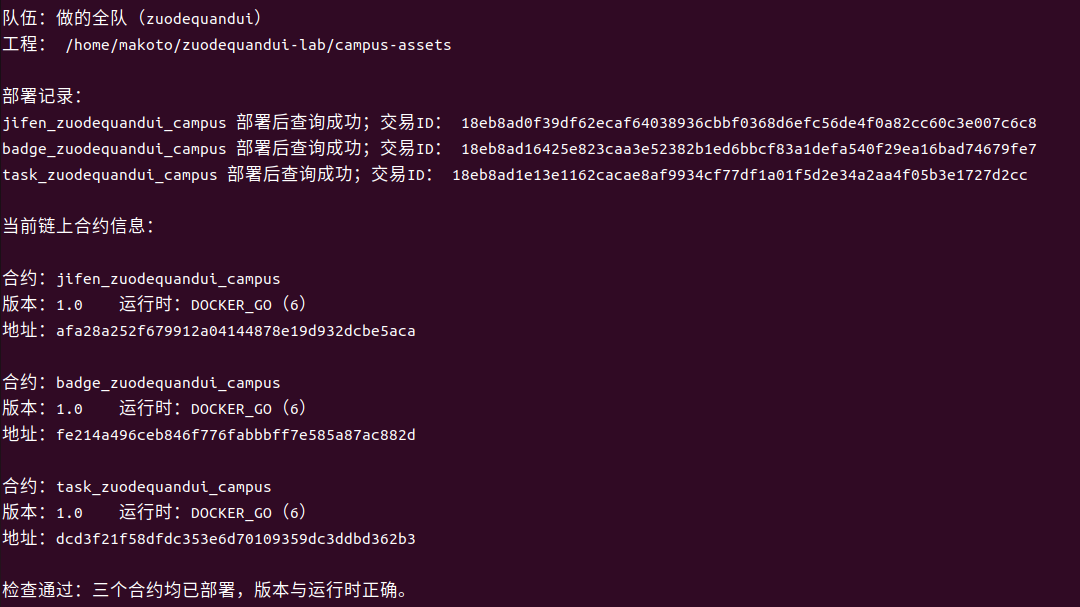 队伍：做的全队（zuodequandui）
工程： /home/makoto/zuodequandui-lab/campus-assets
部署记录：
jifen_zuodequandui_campus 部署后查询成功；交易ID： 18eb8ad0f39df62ecaf64038936cbbf0368d6efc56de4f0a82cc60c3e007c6c8
badge_zuodequandui_campus 部署后查询成功；交易ID： 18eb8ad16425e823caa3e52382b1ed6bbcf83a1defa540f29ea16bad74679fe7
task_zuodequandui_campus 部署后查询成功；交易ID： 18eb8ad1e13e1162cacae8af9934cf77df1a01f5d2e34a2aa4f05b3e1727d2cc
当前链上合约信息：
合约：jifen_zuodequandui_campus
版本：1.0    运行时：DOCKER_GO（6）
地址：afa28a252f679912a04144878e19d932dcbe5aca
合约：badge_zuodequandui_campus
版本：1.0    运行时：DOCKER_GO（6）
地址：fe214a496ceb846f776fabbbff7e585a87ac882d
合约：task_zuodequandui_campus
版本：1.0    运行时：DOCKER_GO（6）
地址：dcd3f21f58dfdc353e6d70109359dc3ddbd362b3
检查通过：三个合约均已部署，版本与运行时正确。